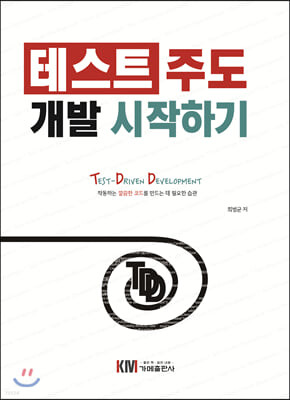 테스트 주도
개발 시작하기
TEST-DRIVEN DEVELOPMENT
작동하는 깔끔한 코드를 만드는 데 필요한 습관
최범균 저
TDD
KM 가메출판사